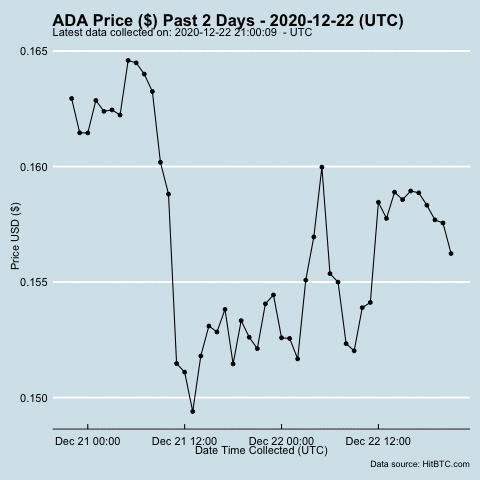 ADA Price ($) Past 2 Days - 2020-12-22 (UTC)
Latest data collected on: 2020-12-22 21:00:09 - UTC
0.165
0.160
0.155
0.150
Price USD ($)
Dec 21 00:00 Dec 21 12:00 Dec 22 00:00 Dec 22 12:00
Date Time Collected (UTC)
Data source: HitBTC.com